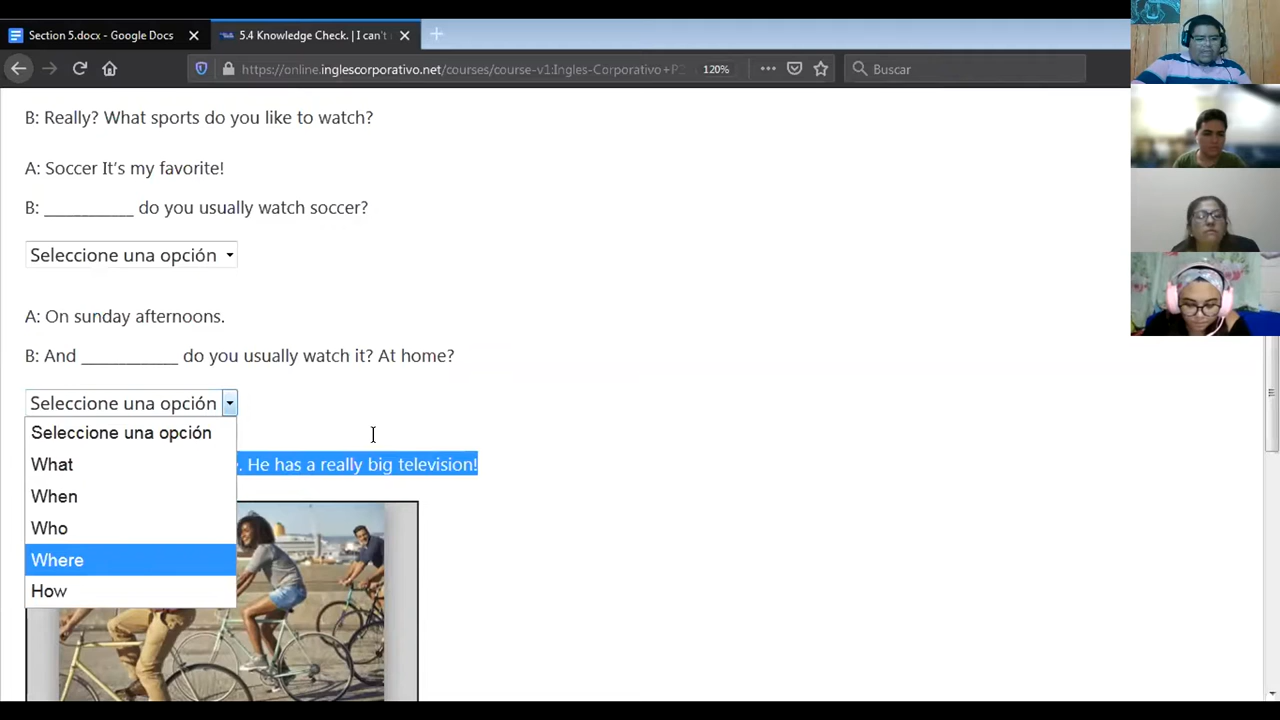 Section 5.docx - Google Docs
5.4 Knowledge Check. | I can't
https://online.inglescorporativo.net/courses/course-v1:Ingles-Corporativo+P
120%
Buscar
B: Really? What sports do you like to watch?
A: Soccer It's my favorite!
B: ___________ do you usually watch soccer?
Seleccione una opción
A: On sunday afternoons.
B: And ____________ do you usually watch it? At home?
Seleccione una opción
Seleccione una opción
What
. He has a really big television!
When
Who
Where
How